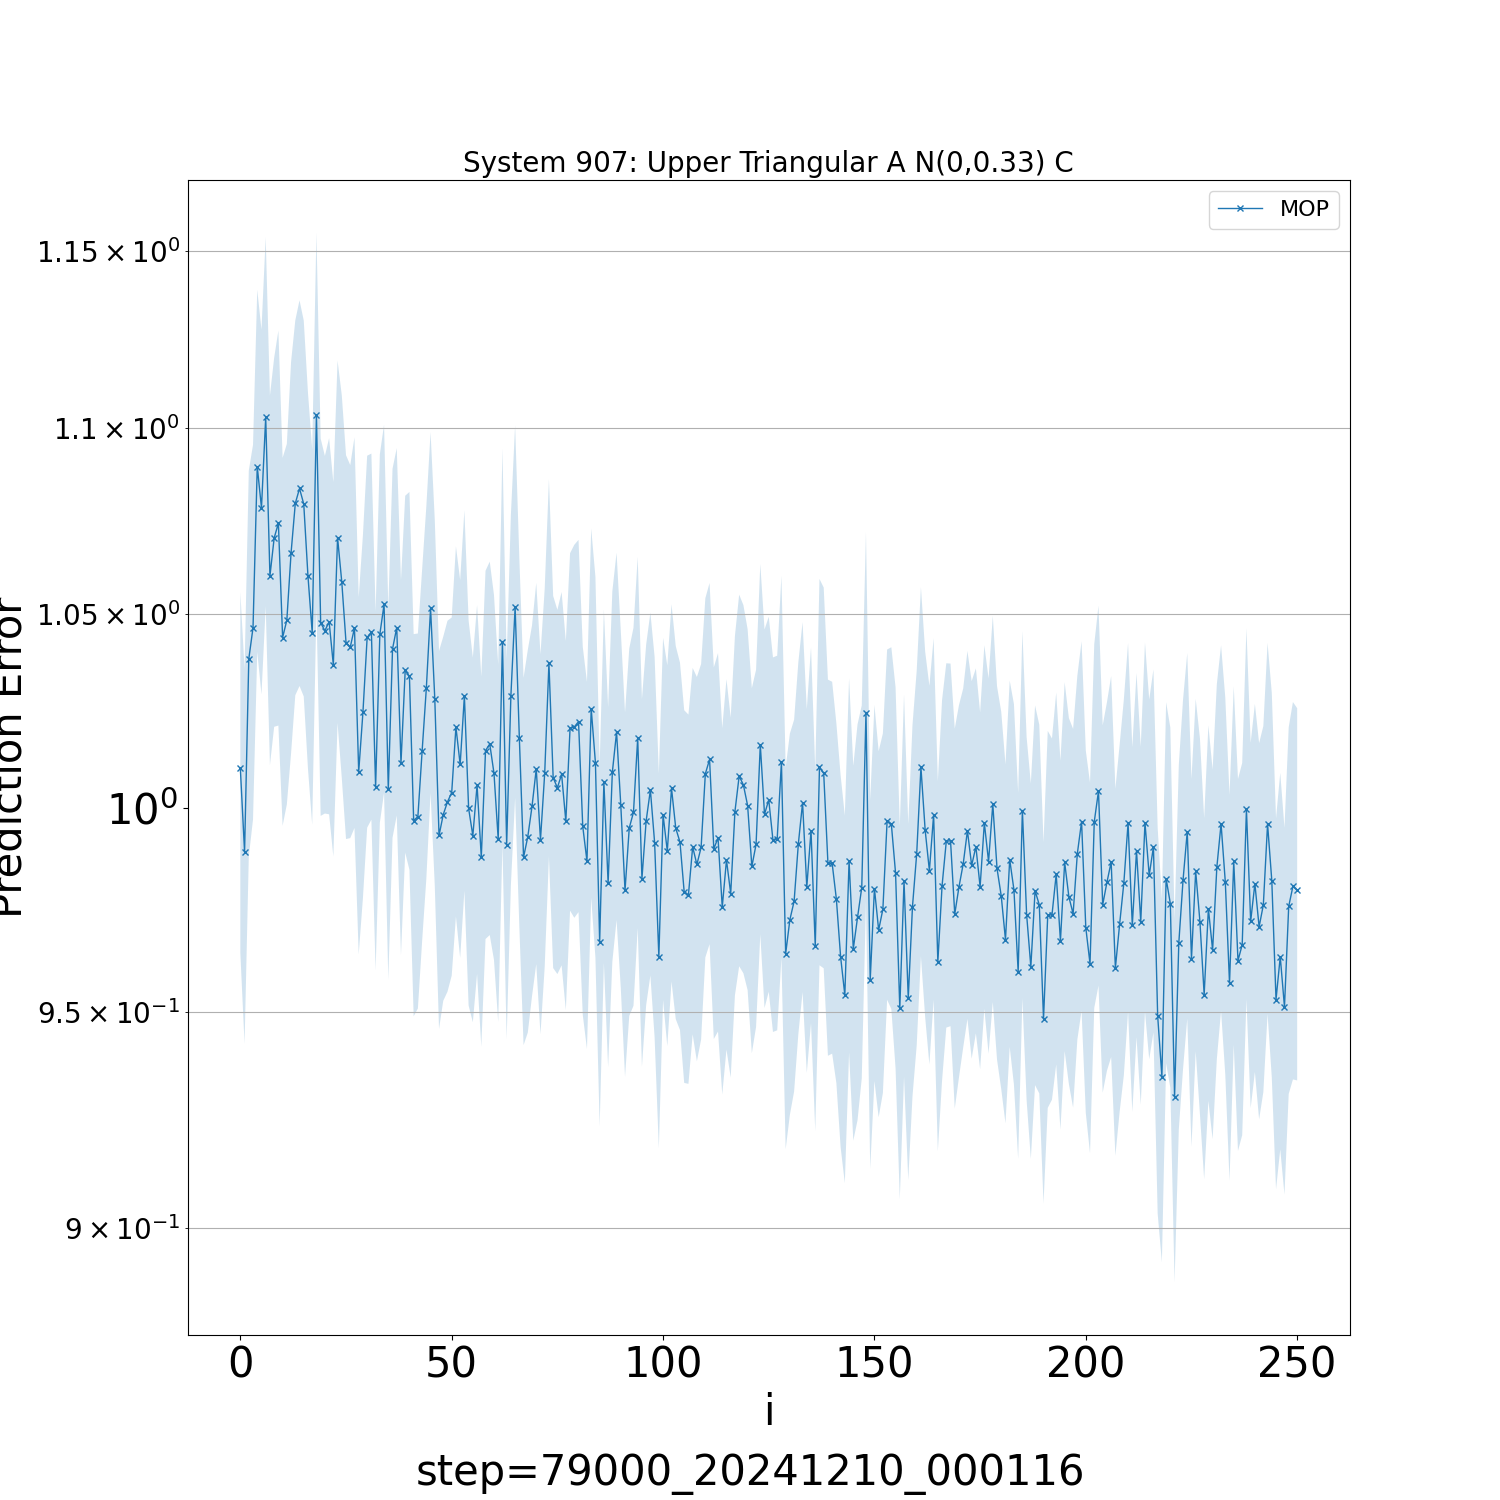 System 907: Upper Triangular A N(0,0.33) C
MOP
1.15 × 10⁰
1.1 × 10⁰
1.05 × 10⁰
10⁰
9.5 × 10⁻¹
9 × 10⁻¹
Prediction Error
0 50 100 150 200 250
i
step=79000_20241210_000116